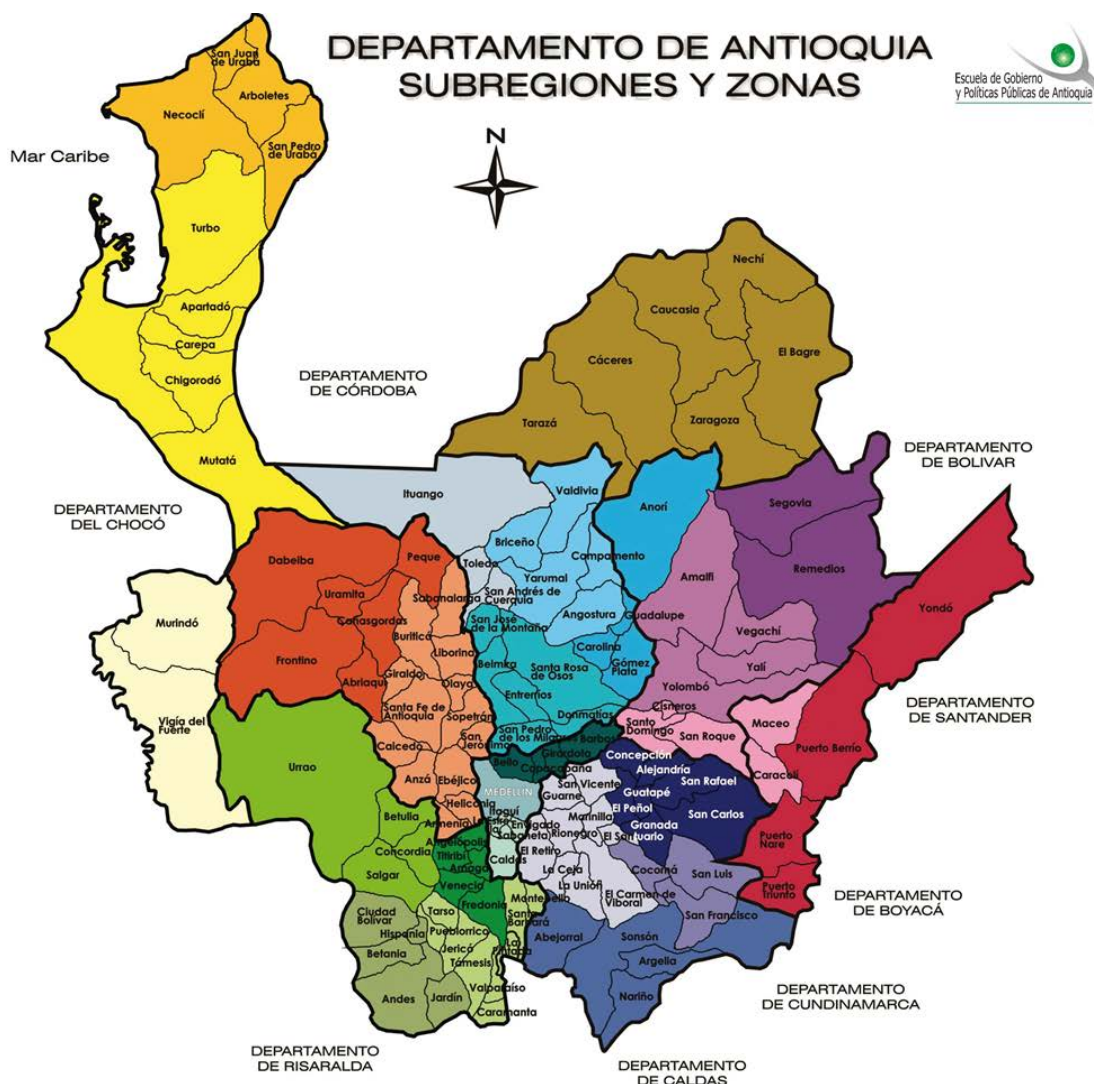 DEPARTAMENTO DE ANTIOQUIA
SUBREGIONES Y ZONAS
Escuela de Gobierno
y Políticas Públicas de Antioquia
N
Mar Caribe
San Juan
de Urabá
Arboletes
Necoclí
San Pedro
de Urabá
Turbo
Apartadó
Carepa
Chigorodó
Mutatá
DEPARTAMENTO
DE CÓRDOBA
Nechí
Caucasia
El Bagre
Cáceres
Zaragoza
Tarazá
DEPARTAMENTO
DE BOLIVAR
DEPARTAMENTO
DEL CHOCÓ
Ituango
Valdivia
Anorí
Segovia
Briceño
Dabeiba
Peque
Toledo
Campamento
Yarumal
Amalfi
Remedios
San Andrés de
Cuerquia
Sabanalarga
Uramita
Angostura
Guadalupe
Yondó
Murindó
Cañasgordas
San José
de la Montaña
Buriticá
Vegachí
Liborina
Carolina
Frontino
Belmira
Santa Rosa
de Osos
Gómez
Plata
Yalí
Giraldo
Abriaquí
Olaya
Entrerríos
Yolombó
DEPARTAMENTO
DE SANTANDER
Santa Fe de
Antioquia
Sopetrán
Donmatías
Cisneros
Vigía del
Fuerte
San
Jerónimo
San Pedro
de los Milagros
Barbosa
Santo
Domingo
San Roque
Maceo
Puerto Berrío
Caicedo
Girardota
Concepción
Urrao
Bello
Copacabana
Alejandría
Caracolí
Anzá
Ebéjico
San Vicente
San Rafael
MEDELLÍN
Guarne
Guatapé
Heliconia
Itagüí
El Peñol
San Carlos
Betulia
Armenia
Marinilla
Envigado
Granada
Sabaneta
Rionegro
Puerto
Nare
Angelópolis
Concordia
Titiribí
El Retiro
Caldas
Cocorná
San Luis
Amagá
La Ceja
Salgar
Venecia
La Unión
El Carmen de
Viboral
Puerto
Triunfo
Fredonia
Montebello
DEPARTAMENTO
DE BOYACÁ
Ciudad
Bolívar
Tarso
Santa
Bárbara
San Francisco
Hispania
Pueblorrico
Abejorral
Sonsón
Betania
Jericó
La
Pintada
Argelia
Támesis
Andes
Jardín
Valparaíso
Nariño
Caramanta
DEPARTAMENTO
DE CUNDINAMARCA
DEPARTAMENTO
DE RISARALDA
DEPARTAMENTO
DE CALDAS